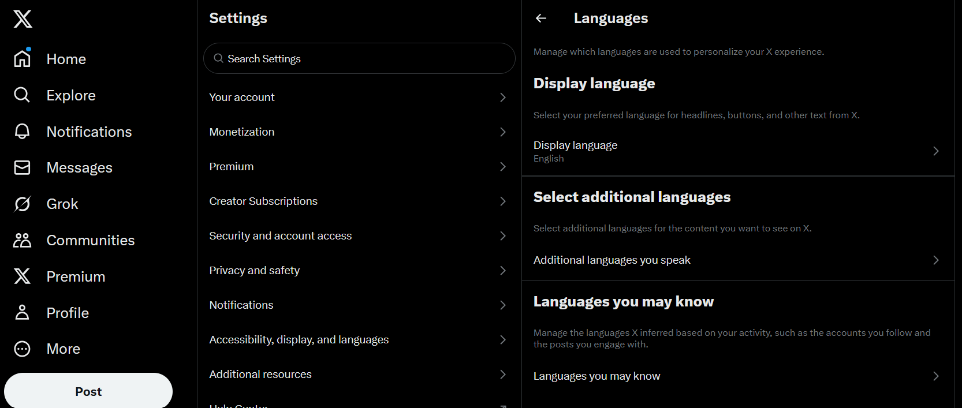 Home
Explore
Notifications
Messages
Grok
Communities
Premium
Profile
More
Post
Settings
Search Settings
Your account
Monetization
Premium
Creator Subscriptions
Security and account access
Privacy and safety
Notifications
Accessibility, display, and languages
Additional resources
Languages
Manage which languages are used to personalize your X experience.
Display language
Select your preferred language for headlines, buttons, and other text from X.
Display language
English
Select additional languages
Select additional languages for the content you want to see on X.
Additional languages you speak
Languages you may know
Manage the languages X inferred based on your activity, such as the accounts you follow and
the posts you engage with.
Languages you may know